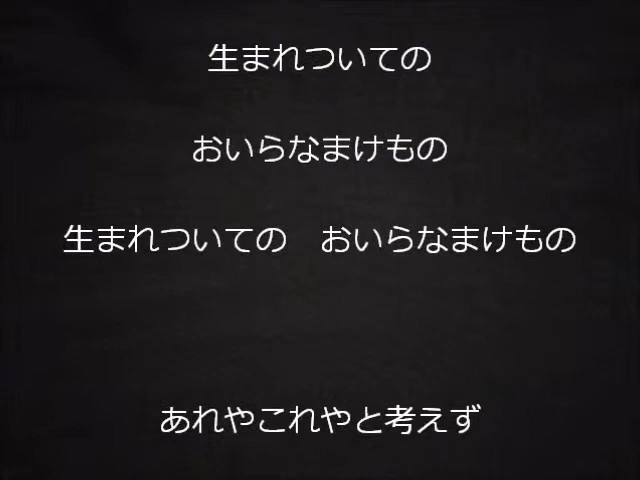 生まれついての
おいらなまけもの
生まれついての　おいらなまけもの
あれやこれやと考えず